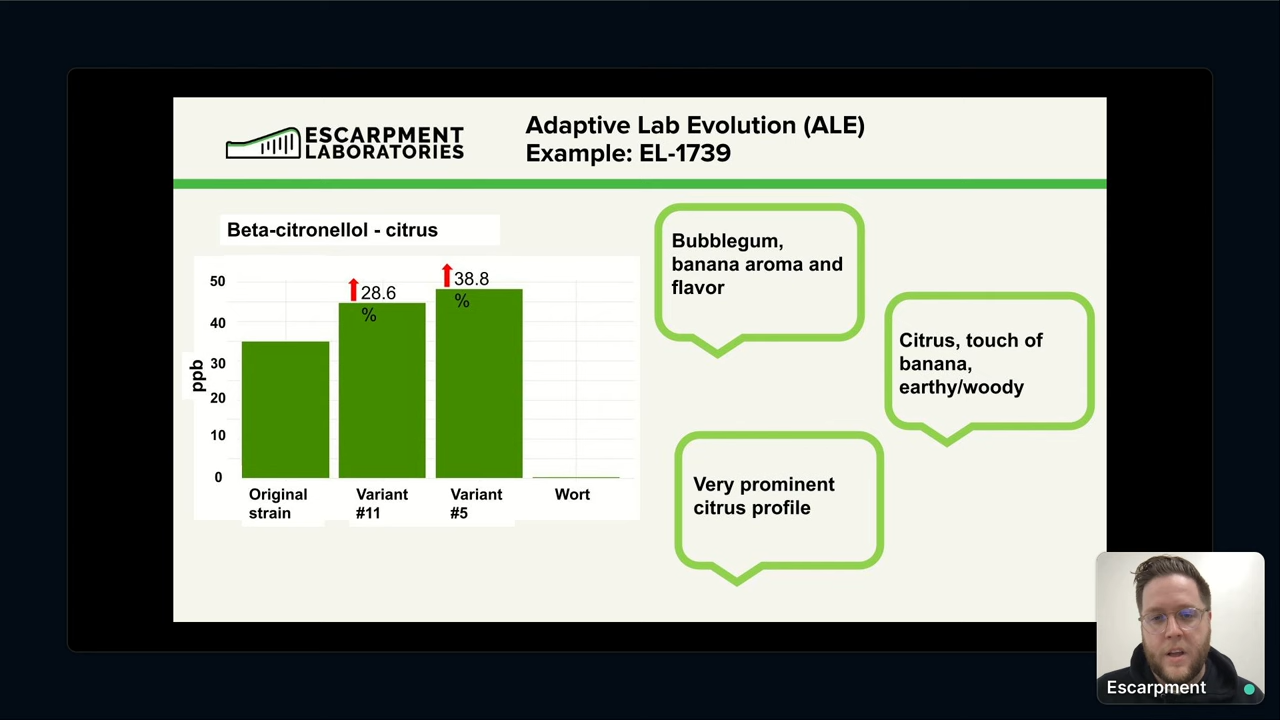 ESCARPMENT
LABORATORIES
Adaptive Lab Evolution (ALE)
Example: EL-1739
Beta-citronellol - citrus
ppb
50
40
30
20
10
0
28.6
%
38.8
%
Original
strain
Variant
#11
Variant
#5
Wort
Bubblegum,
banana aroma and
flavor
Citrus, touch of
banana,
earthy/woody
Very prominent
citrus profile
Escarpment